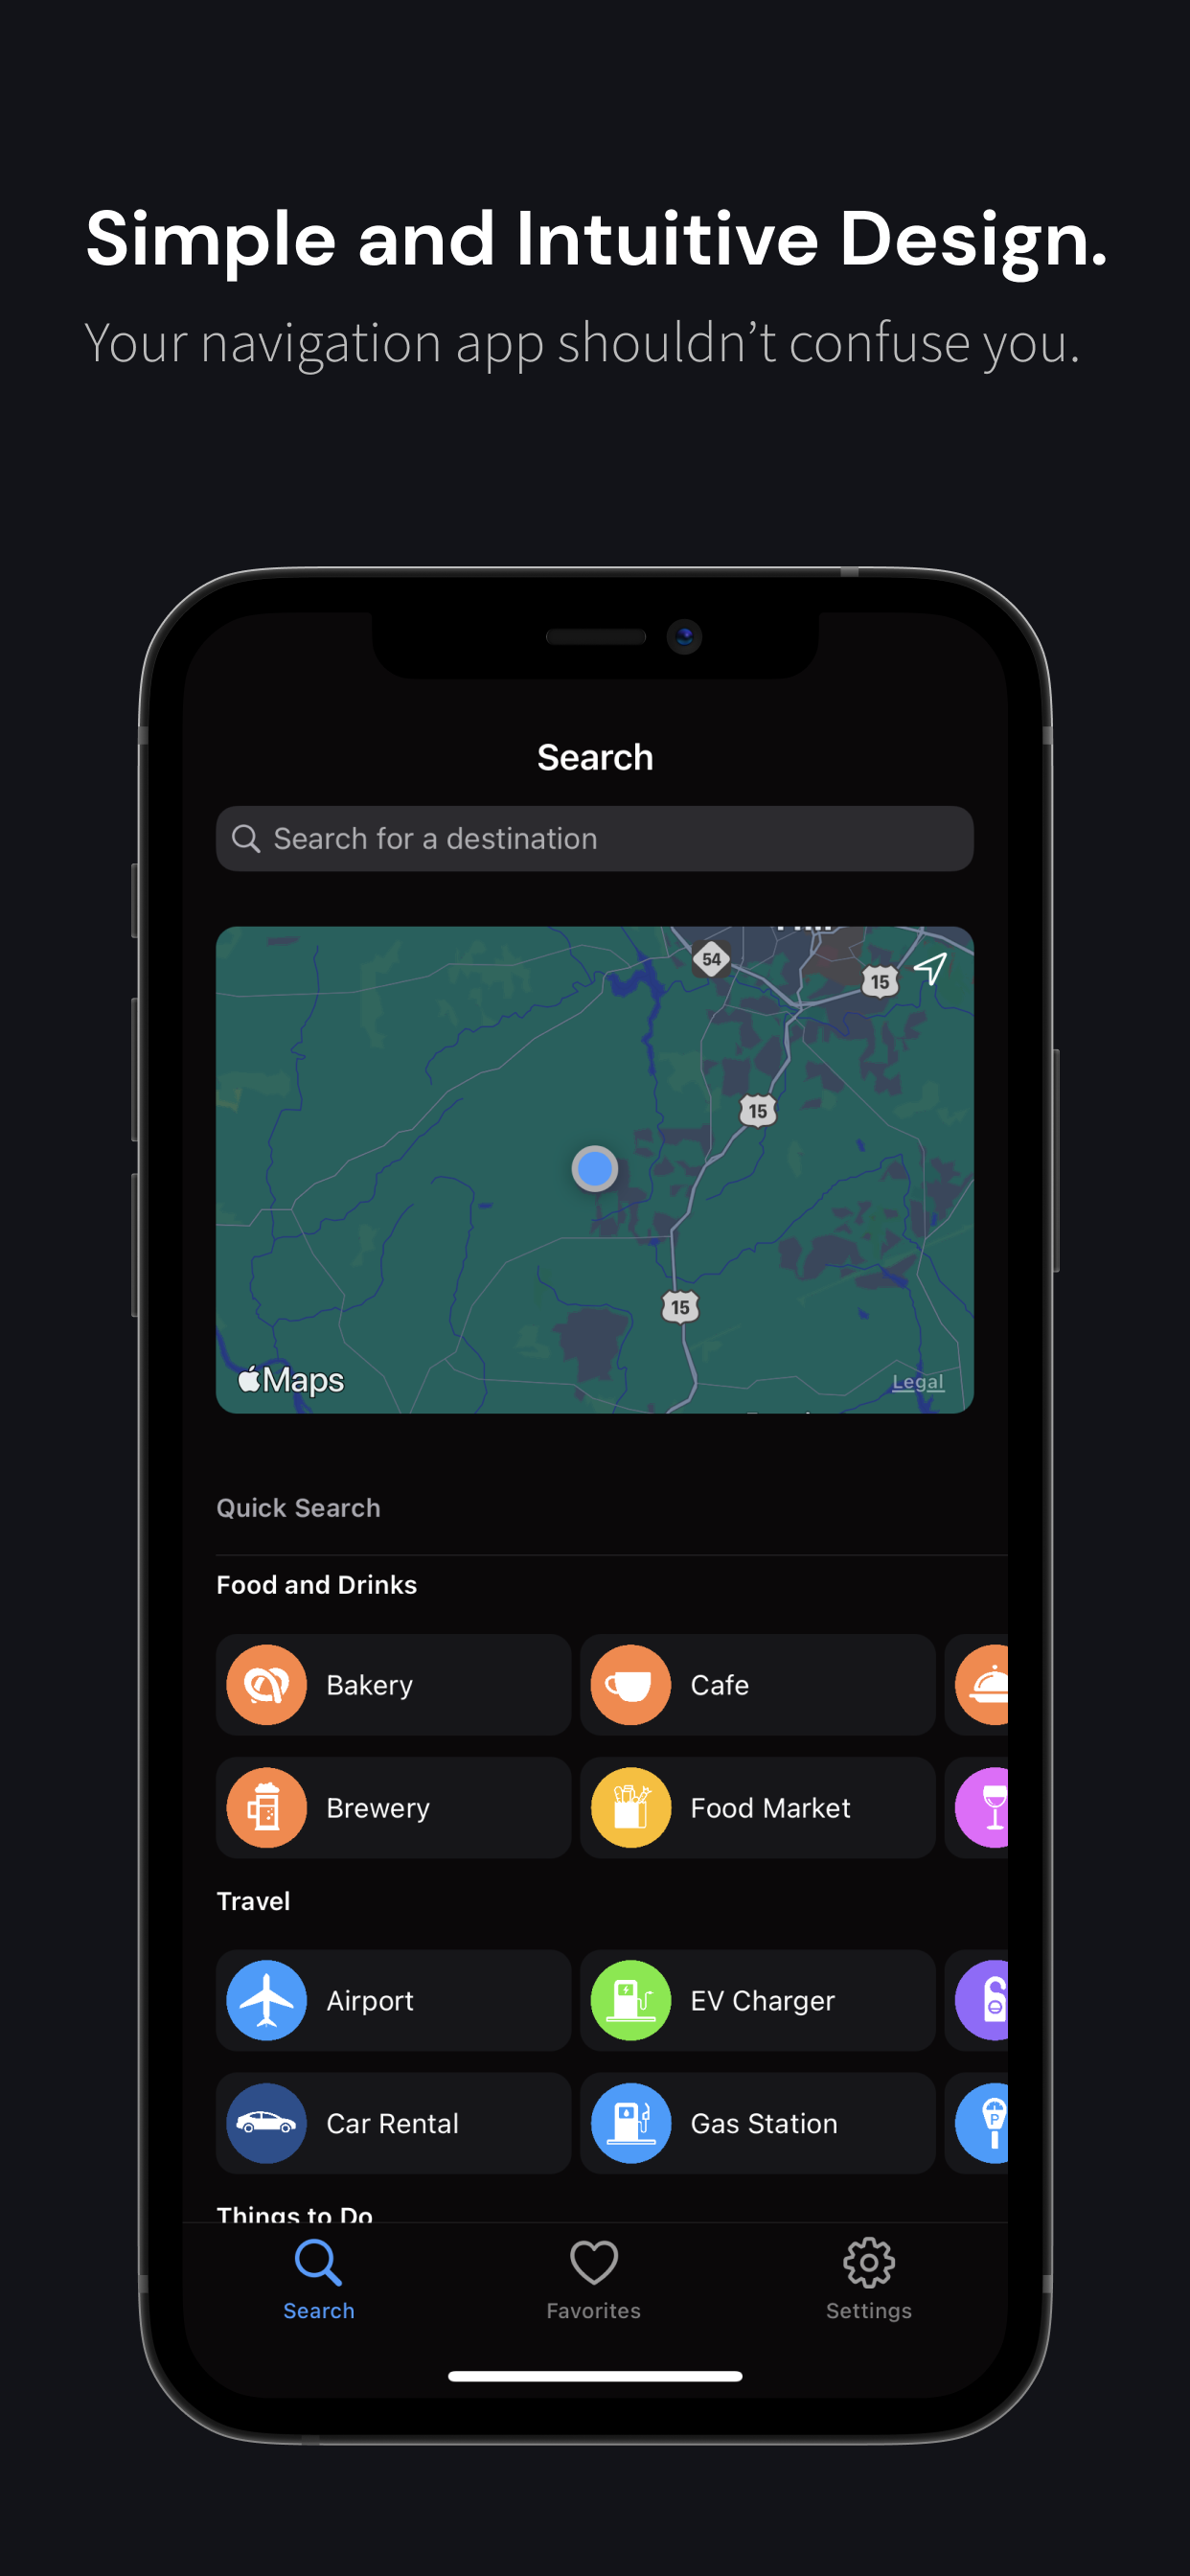 Simple and Intuitive Design.
Your navigation app shouldn’t confuse you.
Search
Search for a destination
54
15
15
15
Maps
Legal
Quick Search
Food and Drinks
Bakery
Cafe
Brewery
Food Market
Travel
Airport
EV Charger
Car Rental
Gas Station
P
Things to Do
Search
Favorites
Settings